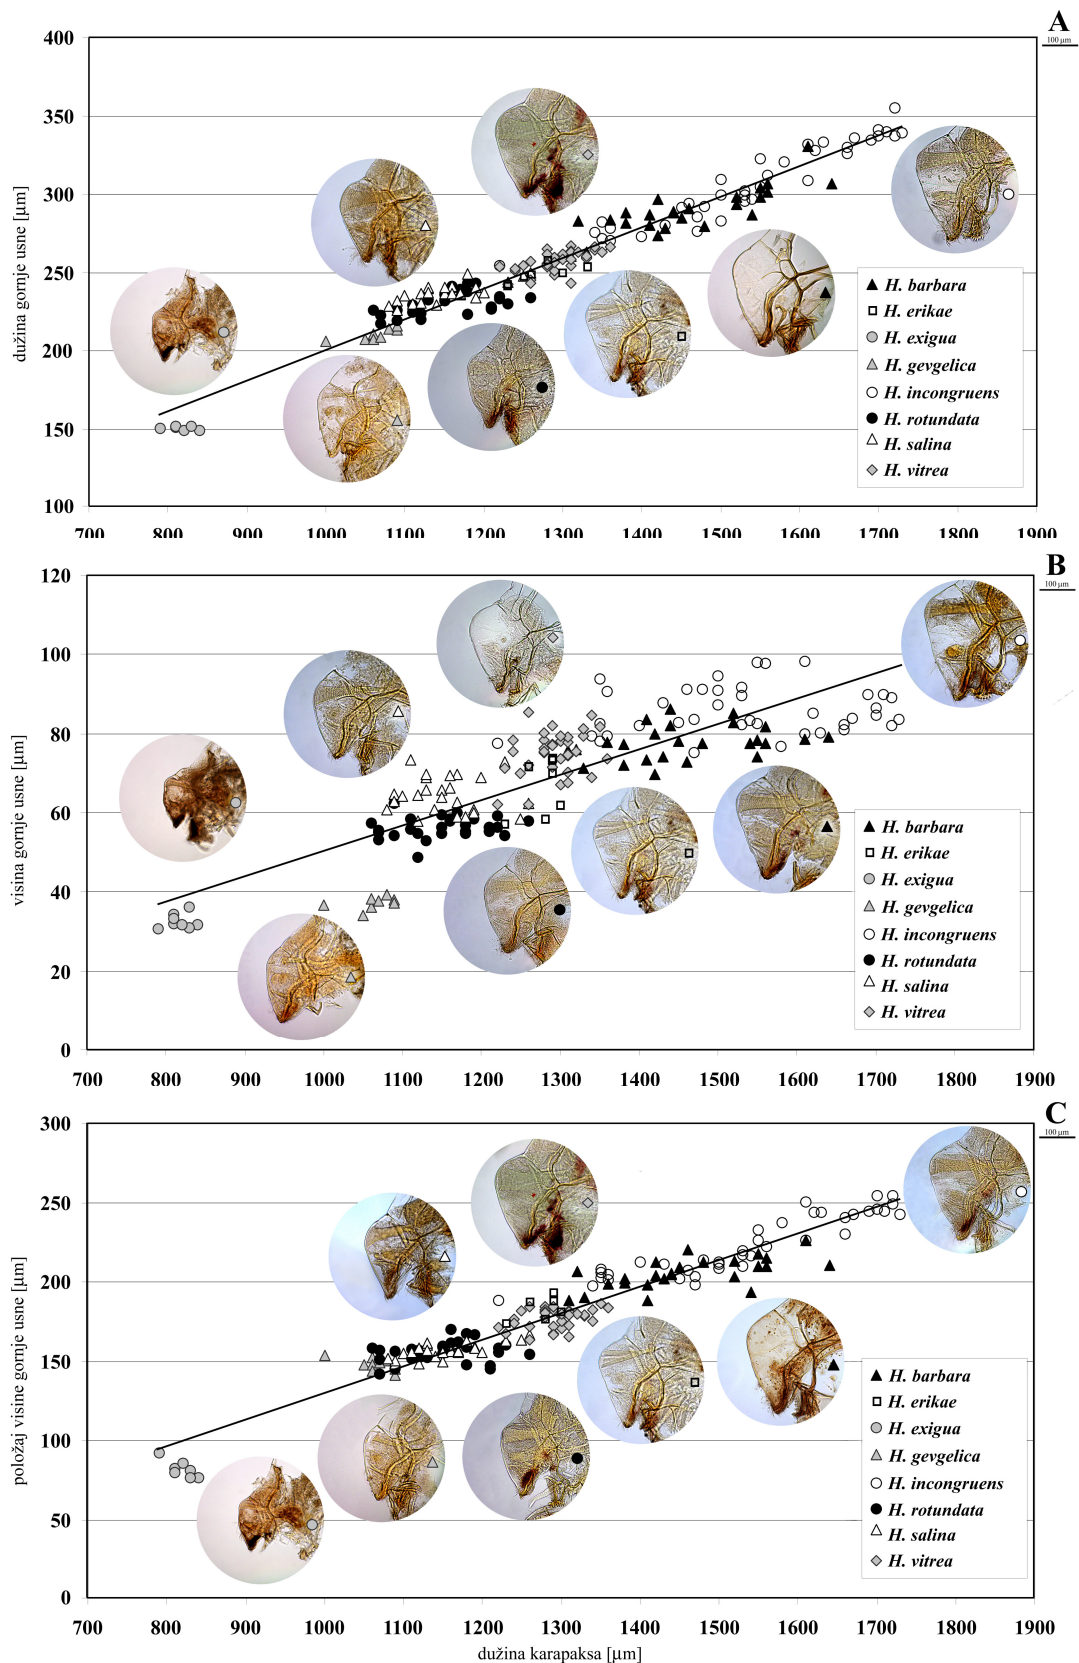 A
100 µm
400
350
300
250
200
150
100
dužina gornje usne [µm]
H. barbara
H. erikae
H. exigua
H. gevgelica
H. incongruens
H. rotundata
H. salina
H. vitrea
700 800 900 1000 1100 1200 1300 1400 1500 1600 1700 1800 1900
B
100 µm
120
100
80
60
40
20
0
visina gornje usne [µm]
H. barbara
H. erikae
H. exigua
H. gevgelica
H. incongruens
H. rotundata
H. salina
H. vitrea
700 800 900 1000 1100 1200 1300 1400 1500 1600 1700 1800 1900
C
100 µm
300
250
200
150
100
50
0
položaj visine gornje usne [µm]
H. barbara
H. erikae
H. exigua
H. gevgelica
H. incongruens
H. rotundata
H. salina
H. vitrea
700 800 900 1000 1100 1200 1300 1400 1500 1600 1700 1800 1900
dužina karapaksa [µm]